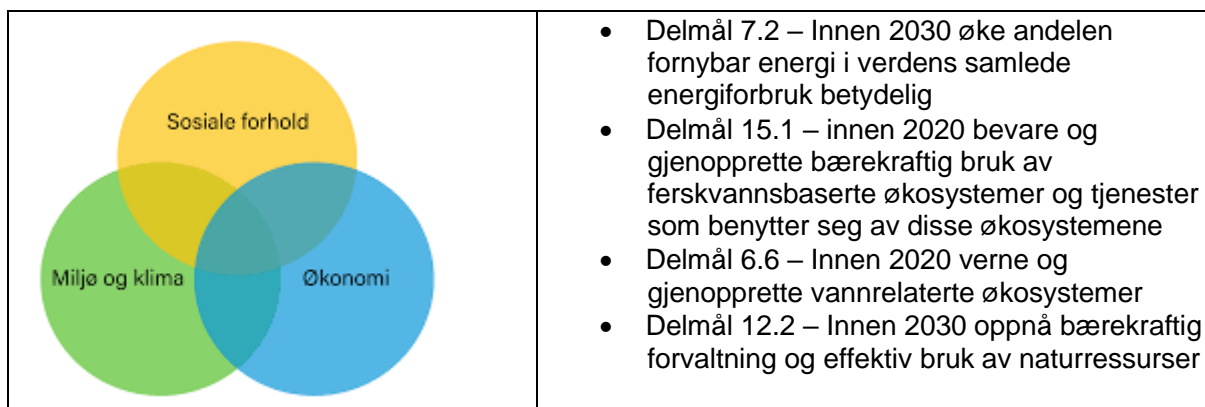 Sosiale forhold
Miljø og klima
Økonomi
• Delmål 7.2 – Innen 2030 øke andelen
fornybar energi i verdens samlede
energiforbruk betydelig
• Delmål 15.1 – innen 2020 bevare og
gjenopprette bærekraftig bruk av
ferskvannsbaserte økosystemer og tjenester
som benytter seg av disse økosystemene
• Delmål 6.6 – Innen 2020 verne og
gjenopprette vannrelaterte økosystemer
• Delmål 12.2 – Innen 2030 oppnå bærekraftig
forvaltning og effektiv bruk av naturressurser